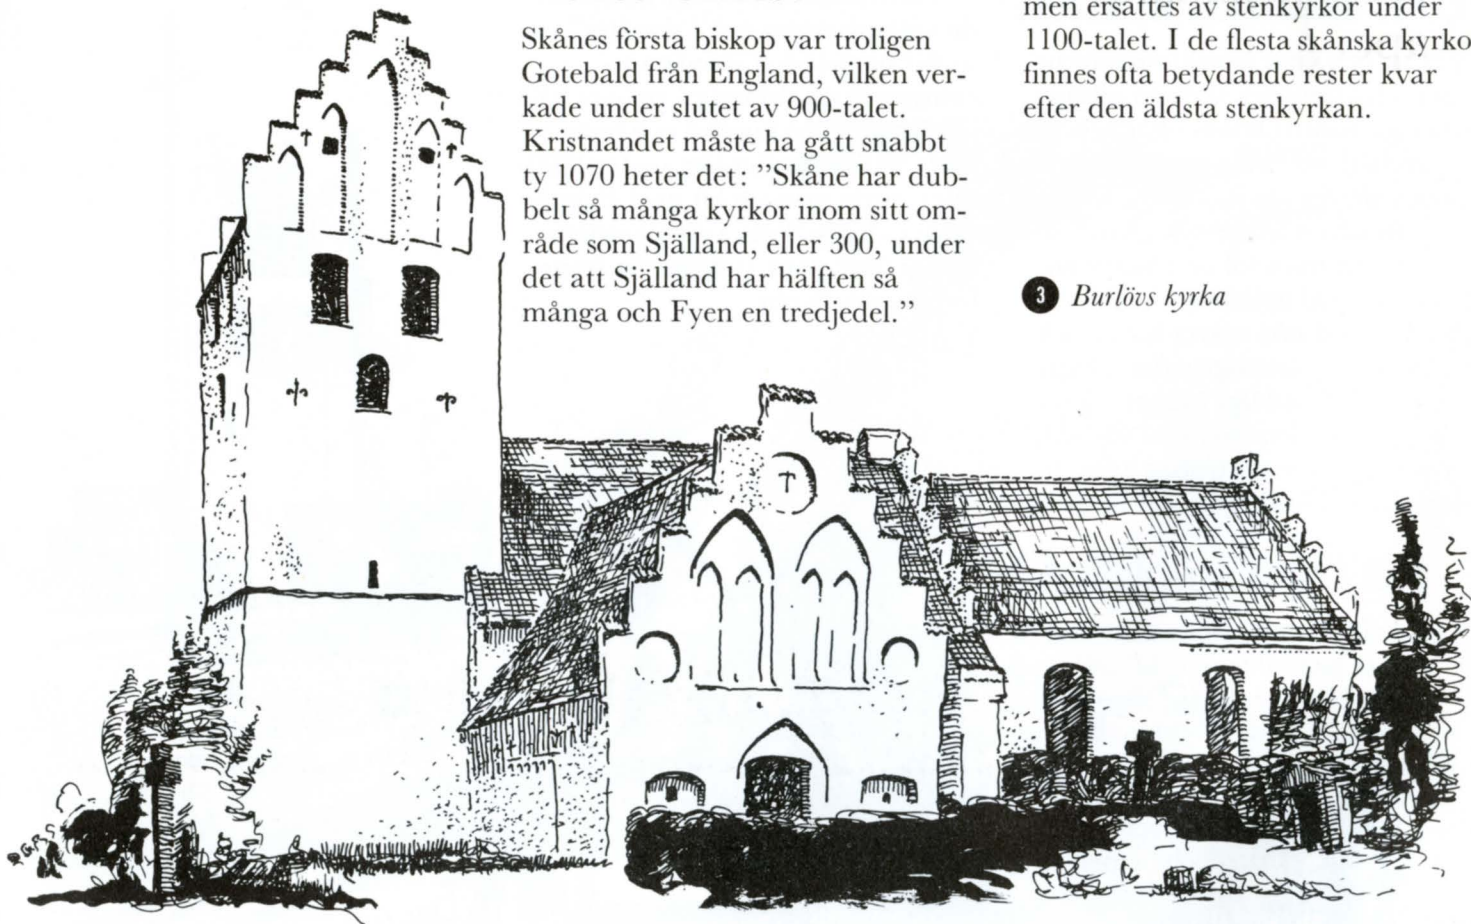 Skånes första biskop var troligen
Gotebald från England, vilken ver-
kade under slutet av 900-talet.
Kristnandet måste ha gått snabbt
ty 1070 heter det: ”Skåne har dub-
belt så många kyrkor inom sitt om-
råde som Själland, eller 300, under
det att Själland har hälften så
många och Fyen en tredjedel.”
men ersattes av stenkyrkor under
1100-talet. I de flesta skånska kyrko
finnes ofta betydande rester kvar
efter den äldsta stenkyrkan.
3 Burlövs kyrka